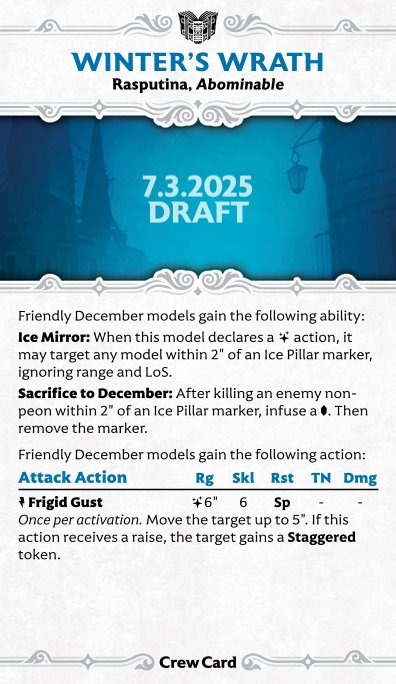 WINTER'S WRATH
Rasputina, Abominable
7.3.2025
DRAFT
Friendly December models gain the following ability:
Ice Mirror: When this model declares a action, it
may target any model within 2" of an Ice Pillar marker,
ignoring range and LoS.
Sacrifice to December: After killing an enemy non-
peon within 2" of an Ice Pillar marker, infuse a . Then
remove the marker.
Friendly December models gain the following action:
Attack Action Rg Skl Rst TN Dmg
Frigid Gust 6" 6 Sp - -
Once per activation. Move the target up to 5". If this
action receives a raise, the target gains a Staggered
token.
Crew Card